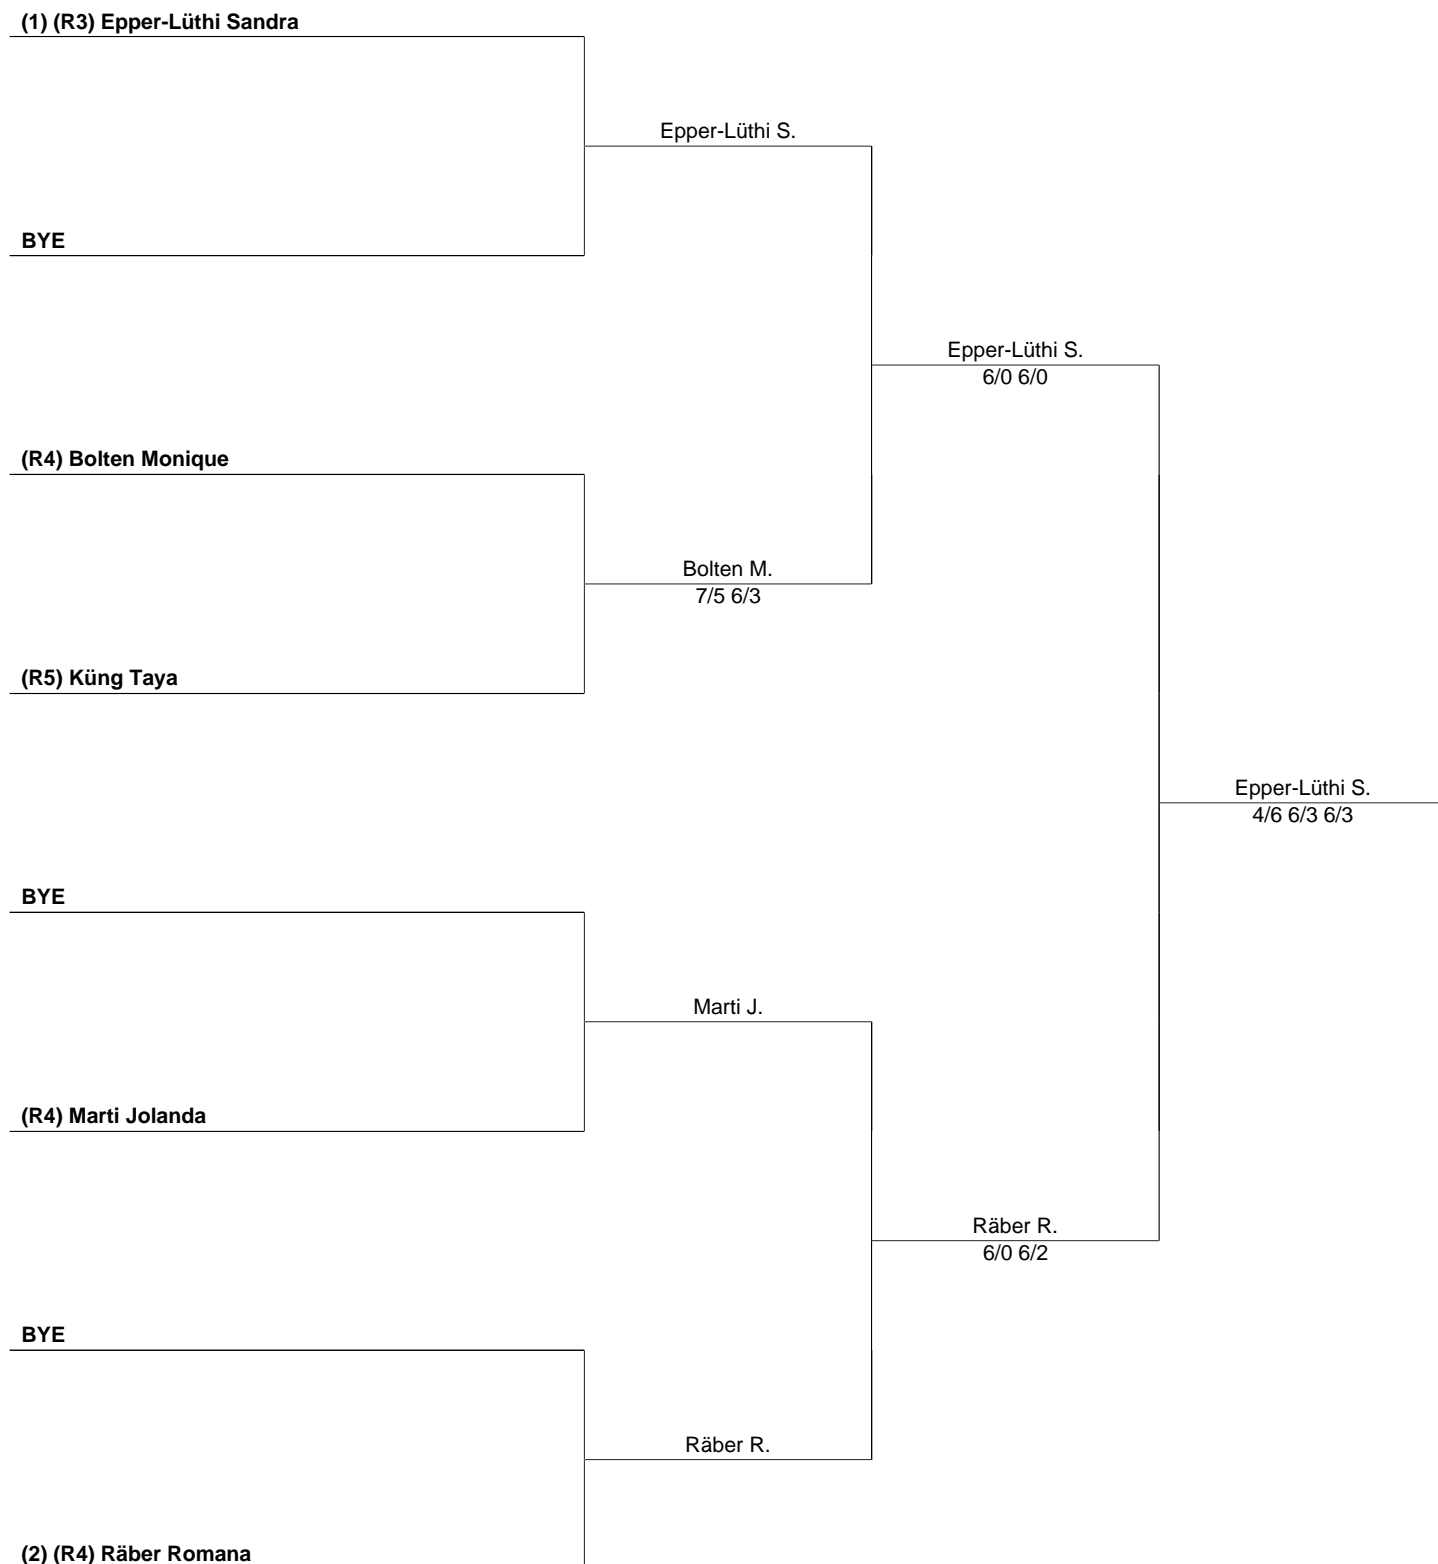 (1) (R3) Epper-Lüthi Sandra
Epper-Lüthi S.
BYE
Epper-Lüthi S.
6/0 6/0
(R4) Bolten Monique
Bolten M.
7/5 6/3
(R5) Küng Taya
Epper-Lüthi S.
4/6 6/3 6/3
BYE
Marti J.
(R4) Marti Jolanda
Räber R.
6/0 6/2
BYE
Räber R.
(2) (R4) Räber Romana